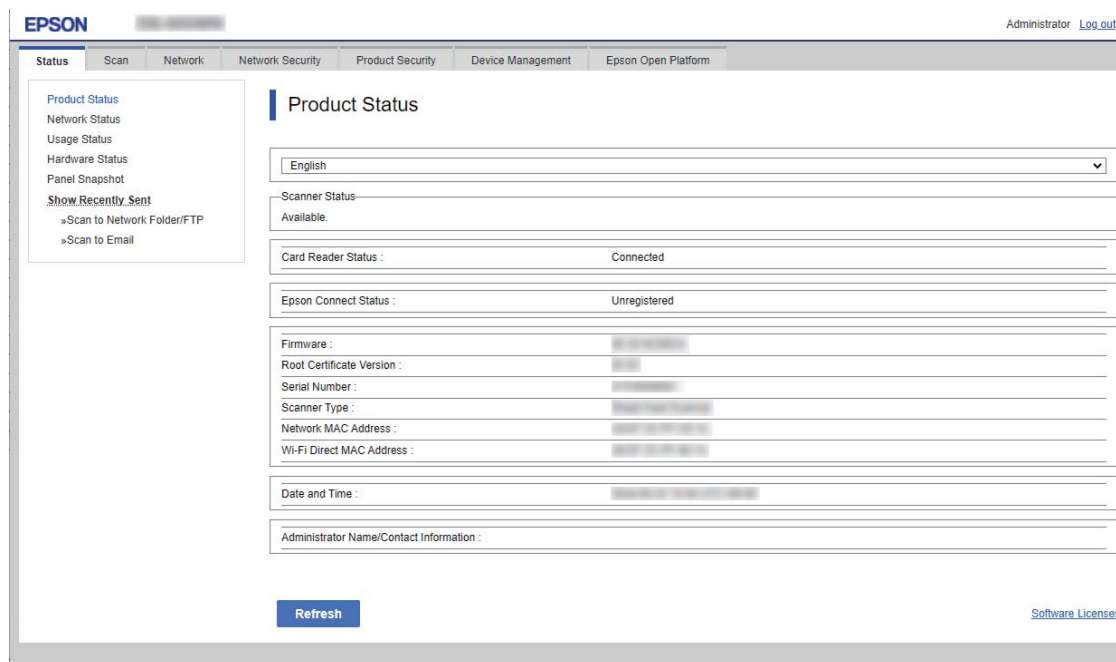 EPSON
Administrator Log out
Status Scan Network Network Security Product Security Device Management Epson Open Platform
Product Status
Network Status
Usage Status
Hardware Status
Panel Snapshot
Show Recently Sent
»Scan to Network Folder/FTP
»Scan to Email
Product Status
English
Scanner Status
Available.
Card Reader Status : Connected
Epson Connect Status : Unregistered
Firmware :
Root Certificate Version :
Serial Number :
Scanner Type :
Network MAC Address :
Wi-Fi Direct MAC Address :
Date and Time :
Administrator Name/Contact Information :
Refresh
Software Licenses